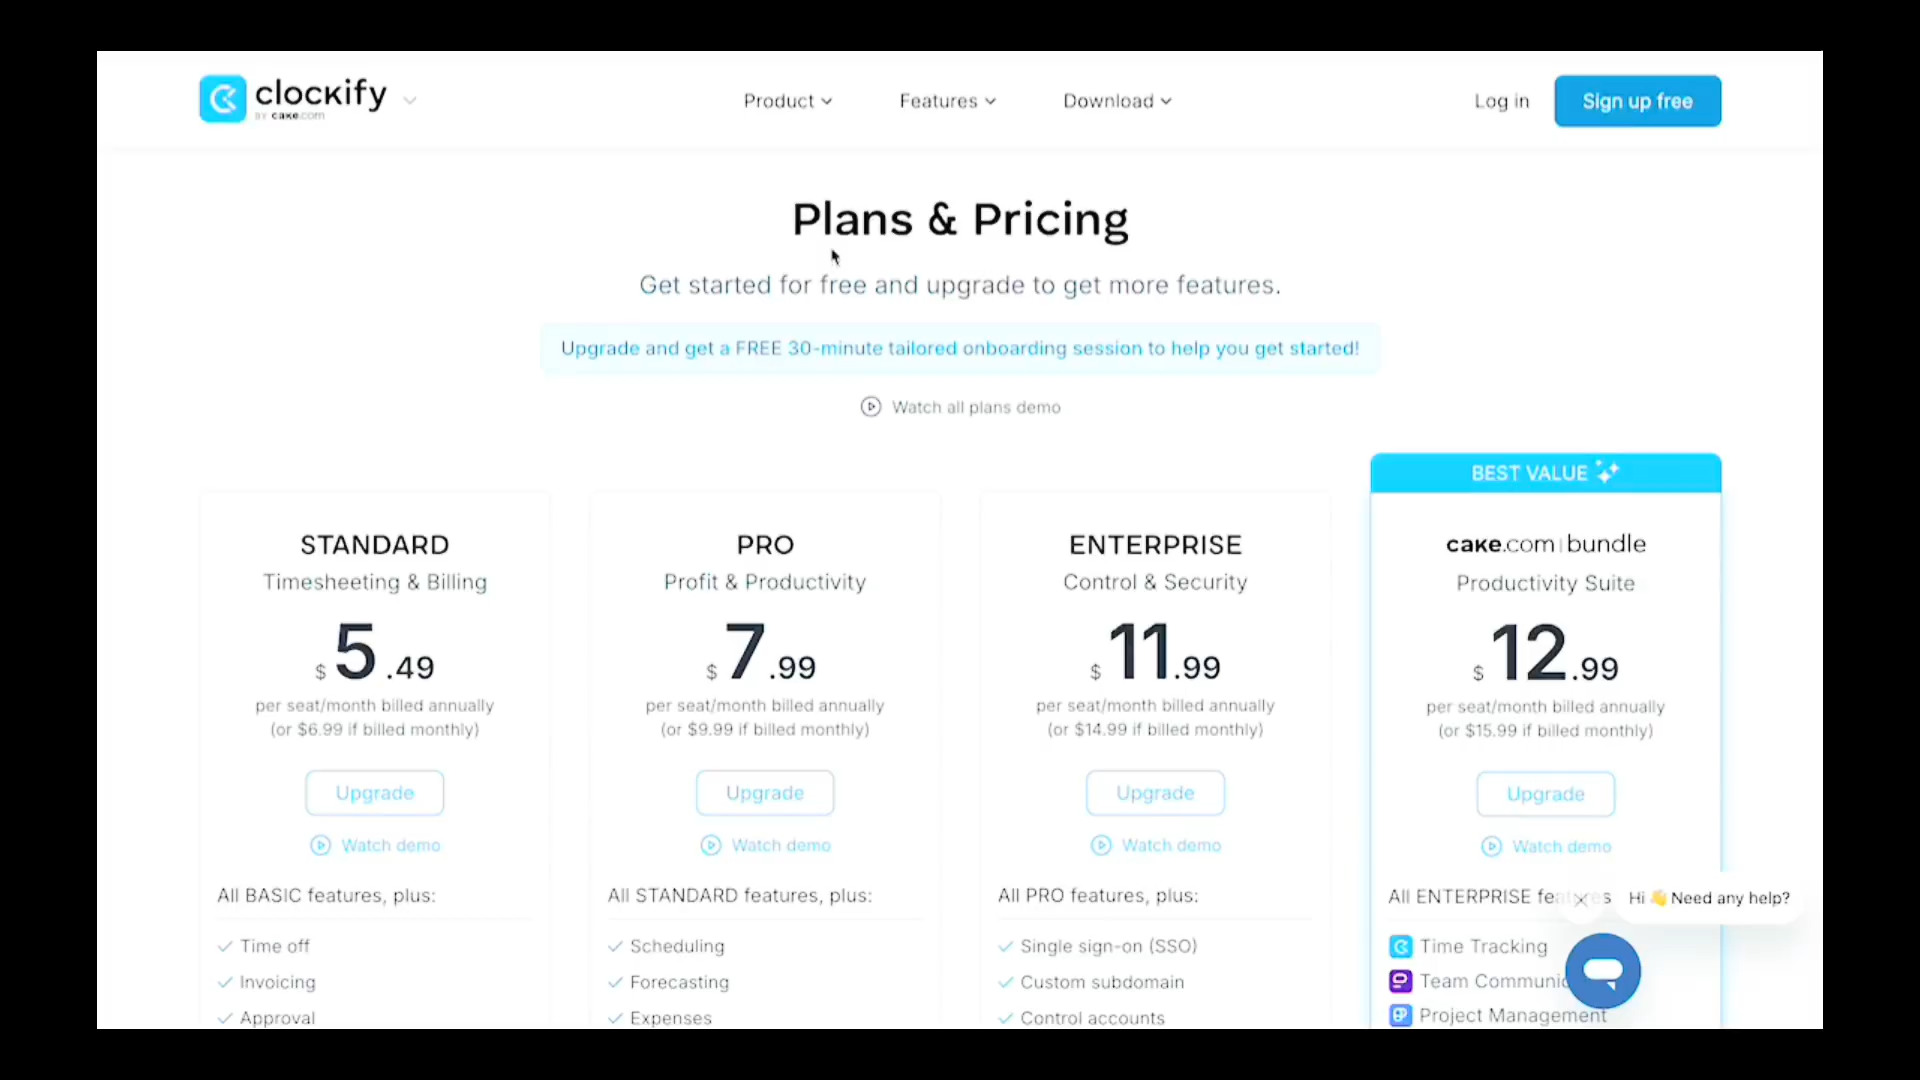 clockify
BY cake.com
Product
Features
Download
Log in
Sign up free
Plans & Pricing
Get started for free and upgrade to get more features.
Upgrade and get a FREE 30-minute tailored onboarding session to help you get started!
Watch all plans demo
STANDARD
Timesheeting & Billing
$5.49
per seat/month billed annually
(or $6.99 if billed monthly)
Upgrade
Watch demo
All BASIC features, plus:
Time off
Invoicing
Approval
PRO
Profit & Productivity
$7.99
per seat/month billed annually
(or $9.99 if billed monthly)
Upgrade
Watch demo
All STANDARD features, plus:
Scheduling
Forecasting
Expenses
ENTERPRISE
Control & Security
$11.99
per seat/month billed annually
(or $14.99 if billed monthly)
Upgrade
Watch demo
All PRO features, plus:
Single sign-on (SSO)
Custom subdomain
Control accounts
BEST VALUE
cake.com | bundle
Productivity Suite
$12.99
per seat/month billed annually
(or $15.99 if billed monthly)
Upgrade
Watch demo
All ENTERPRISE
Time Tracking
Team
Project Management
Hi 👋 Need any help?